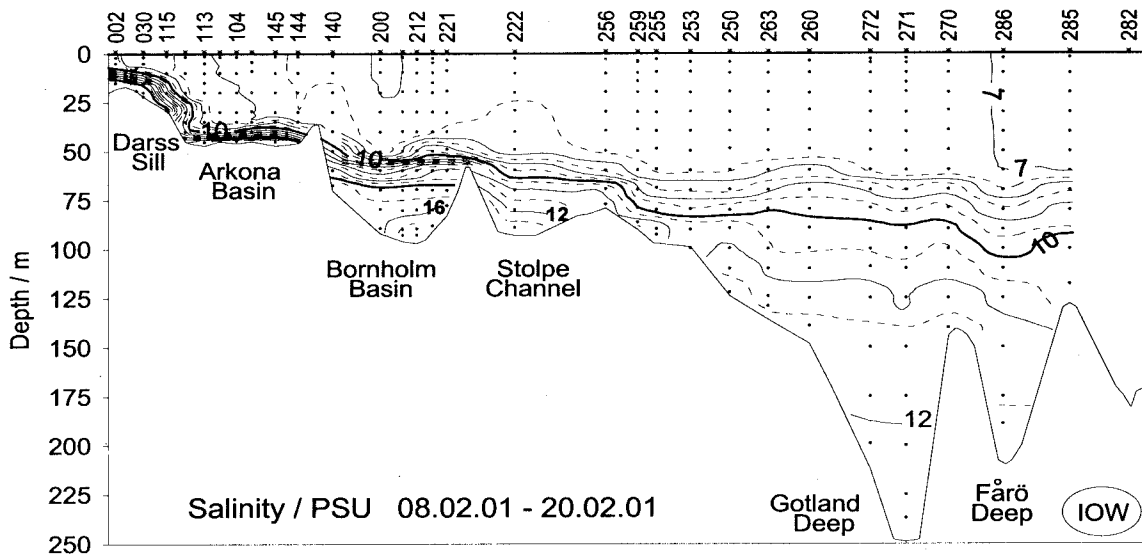 002 030 115 113 104 145 144 140 200 212 221 222 256 259 255 253 250 263 260 272 271 270 286 285 282
0
25
50
75
100
125
150
175
200
225
250
Depth / m
7
7
10
10
10
16
12
12
Darss
Sill
Arkona
Basin
Bornholm
Basin
Stolpe
Channel
Gotland
Deep
Fårö
Deep
Salinity / PSU 08.02.01 - 20.02.01
IOW